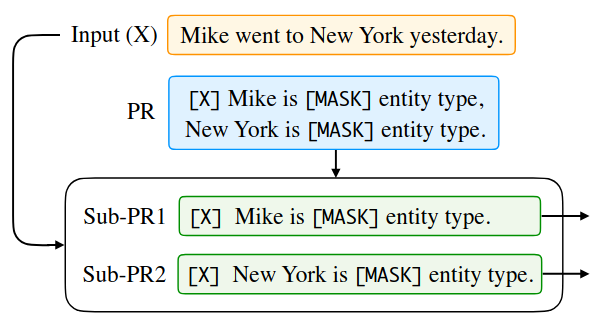 Input (X) Mike went to New York yesterday.
PR
[X] Mike is [MASK] entity type,
New York is [MASK] entity type.
Sub-PR1 [X] Mike is [MASK] entity type.
Sub-PR2 [X] New York is [MASK] entity type.